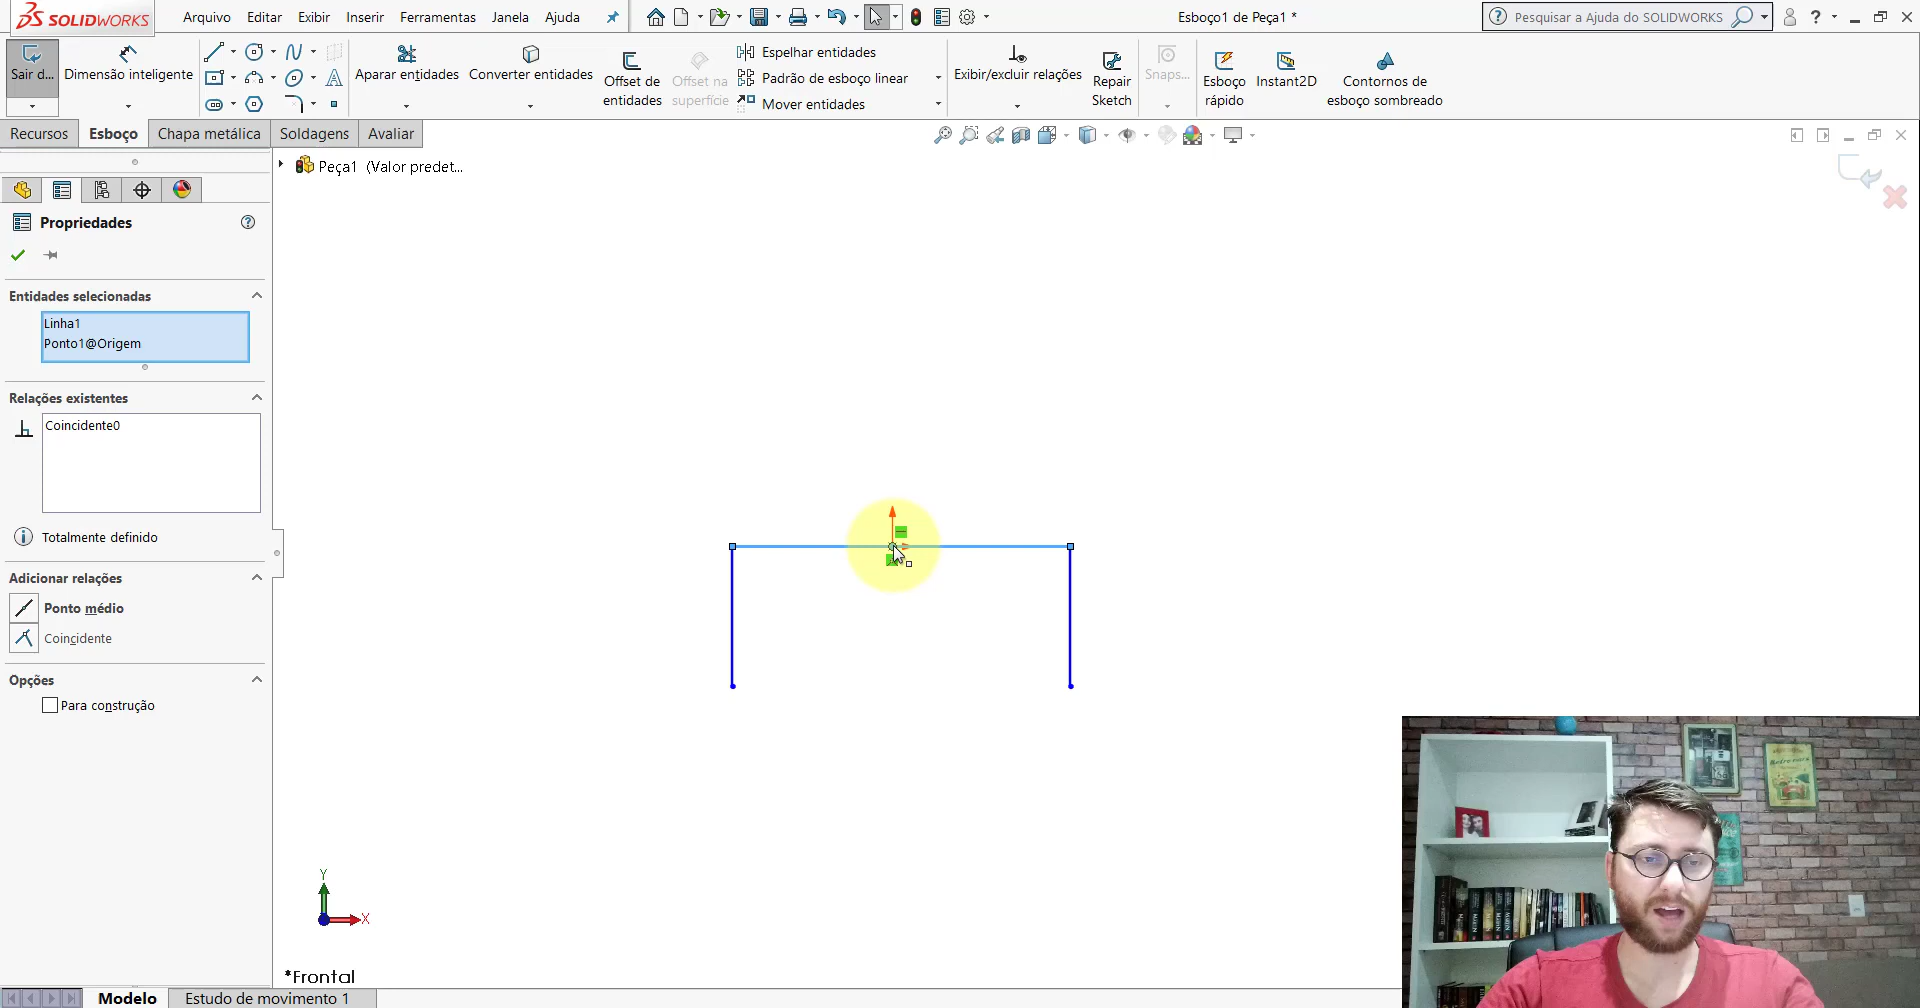 SOLIDWORKS
Arquivo Editar Exibir Inserir Ferramentas Janela Ajuda
Esboço1 de Peça1 *
Pesquisar a Ajuda do SOLIDWORKS
Sair d...
Dimensão inteligente
Aparar entidades
Converter entidades
Offset de entidades
Offset na superfície
Espelhar entidades
Padrão de esboço linear
Mover entidades
Exibir/excluir relações
Repair Sketch
Snaps...
Esboço rápido
Instant2D
Contornos de esboço sombreado
Recursos Esboço Chapa metálica Soldagens Avaliar
Peça1 (Valor predet...
Propriedades
Entidades selecionadas
Linha1
Ponto1@Origem
Relações existentes
Coincidente0
Totalmente definido
Adicionar relações
Ponto médio
Coincidente
Opções
Para construção
Y
X
*Frontal
Modelo Estudo de movimento 1